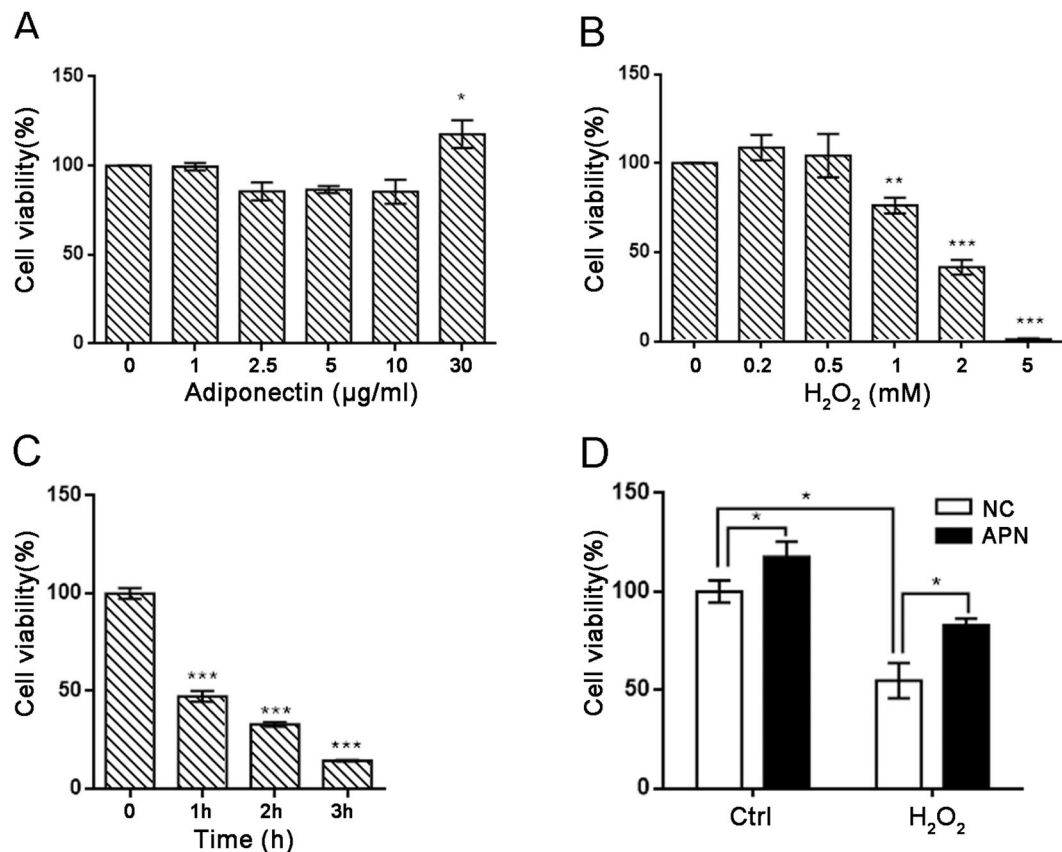 A
Cell viability(%)
150
*
100
50
0
0 1 2.5 5 10 30
Adiponectin (µg/ml)
B
Cell viability(%)
150
100
**
***
50
***
0
0 0.2 0.5 1 2 5
H₂O₂ (mM)
C
Cell viability(%)
150
100
***
50
***
***
0
0 1h 2h 3h
Time (h)
D
Cell viability(%)
150
*
NC
*
APN
100
*
50
0
Ctrl H₂O₂